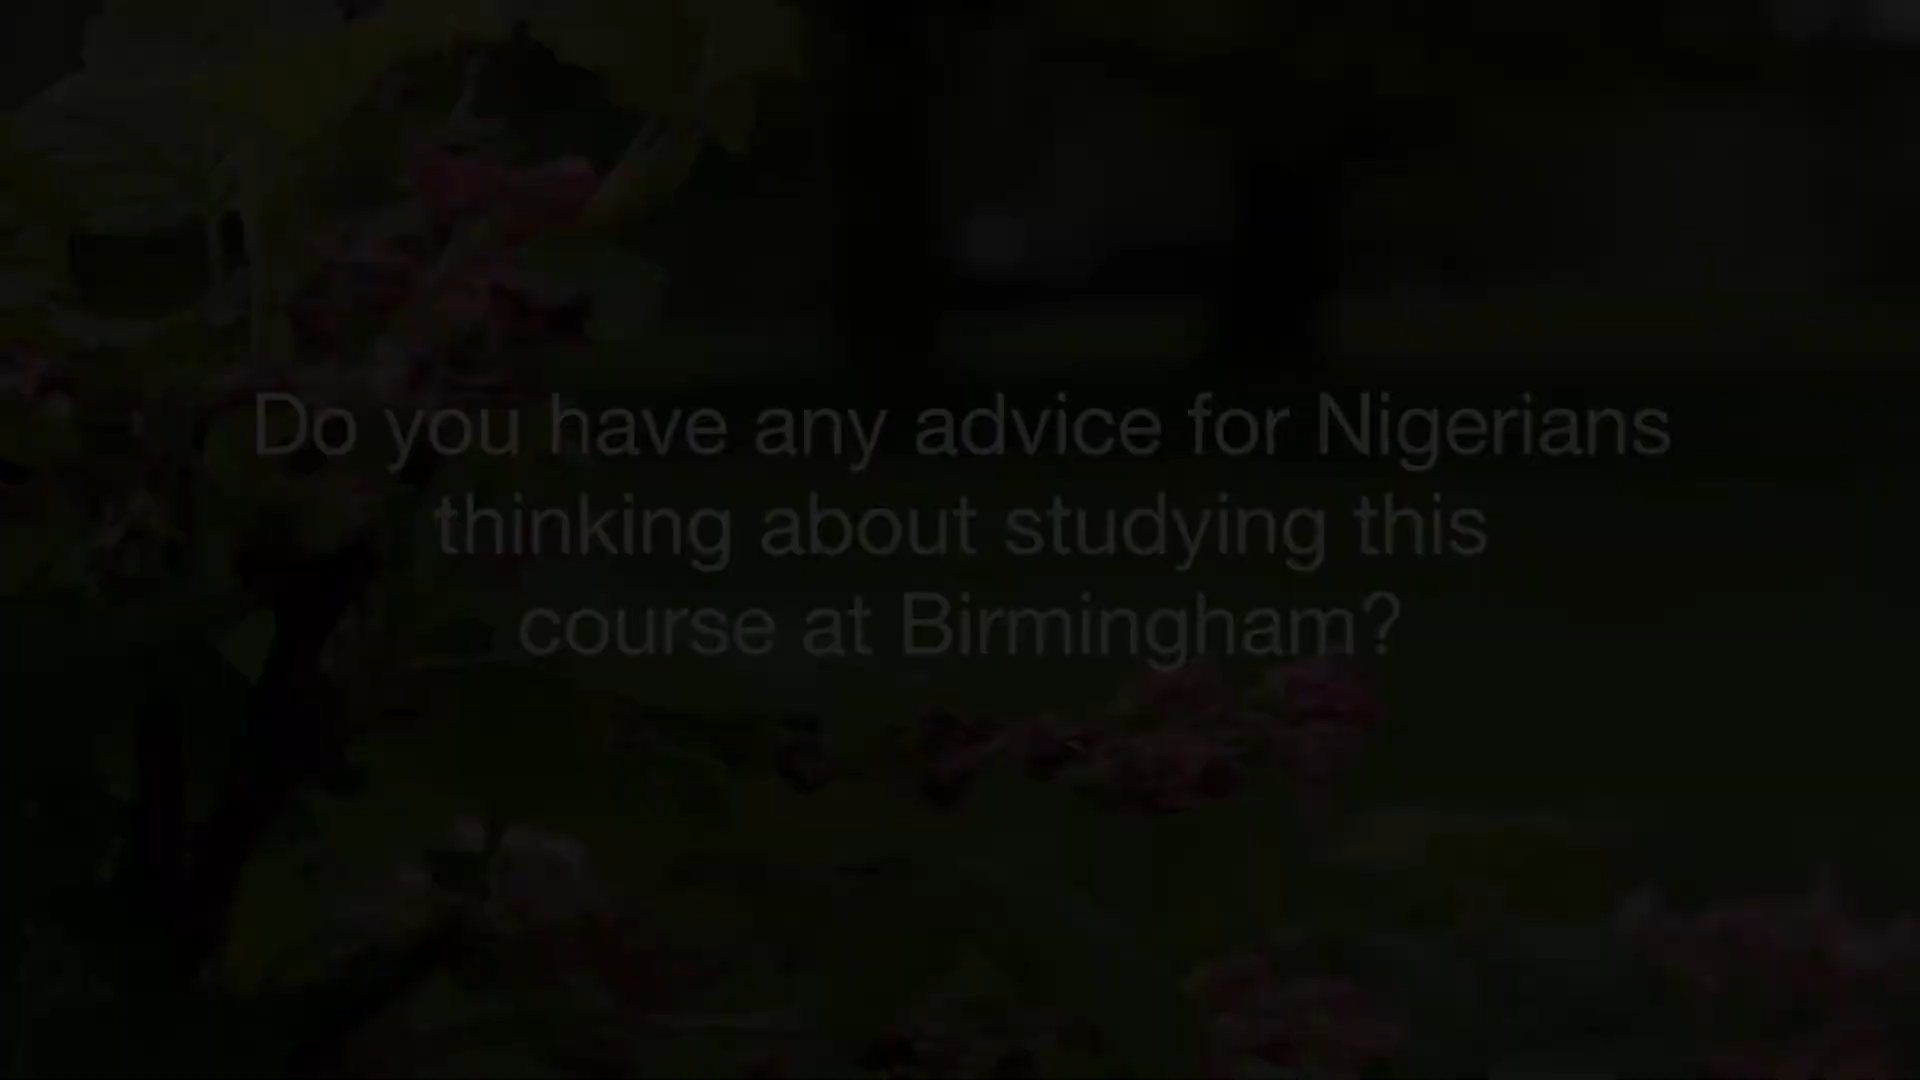 Do you have any advice for Nigerians
thinking about studying this
course at Birmingham?